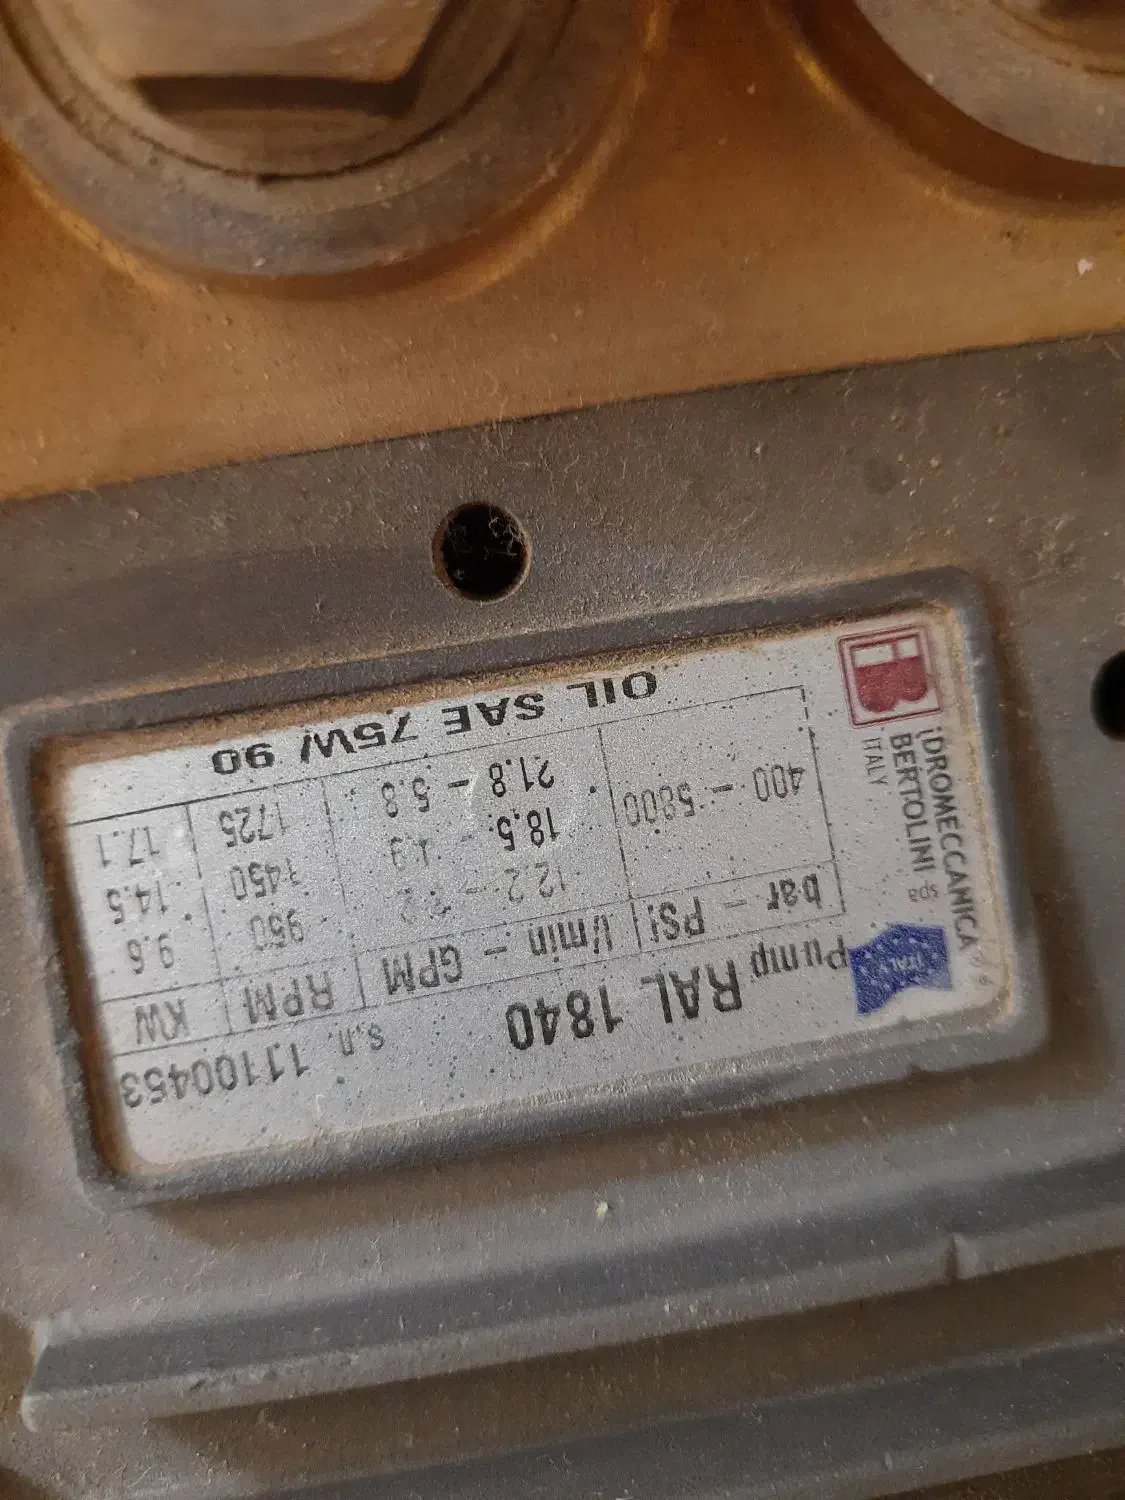 iDROMECCANICA
BERTOLINI spa
ITALY
Pump RAL 1840 s.n. 11100453
bar – PSI l/min – GPM RPM KW
400 – 5800
12.2 – 3.2 950 9.6
18.5 – 4.9 1450 14.5
21.8 – 5.8 1725 17.1
OIL SAE 75W 90